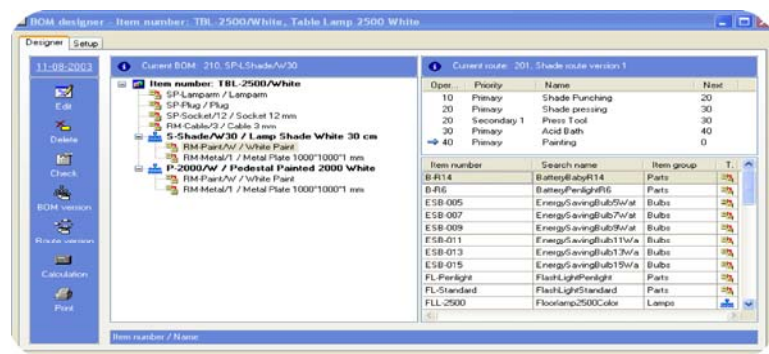 BOM designer - Item number: TBL-2500/White, Table Lamp 2500 White
Designer Setup
11-08-2003
Edit
Delete
Check
BOM version
Route version
Calculation
Print
Current BOM: 210, SP-LShade/W30
Item number: TBL-2500/White
SP-Lamparm / Lamparm
SP-Plug / Plug
SP-Socket/12 / Socket 12 mm
RM-Cable/3 / Cable 3 mm
S-Shade/W30 / Lamp Shade White 30 cm
RM-Paint/W / White Paint
RM-Metal/1 / Metal Plate 1000*1000*1 mm
P-2000/W / Pedestal Painted 2000 White
RM-Paint/W / White Paint
RM-Metal/1 / Metal Plate 1000*1000*1 mm
Current route: 201, Shade route version 1
Oper... Priority Name Next
10 Primary Shade Punching 20
20 Primary Shade pressing 30
20 Secondary 1 Press Tool 30
30 Primary Acid Bath 40
40 Primary Painting 0
Item number Search name Item group T.
B-R14 BatteryBabyR14 Parts
B-R6 BatteryPenlightR6 Parts
ESB-005 EnergySavingBulb5Wat Bulbs
ESB-007 EnergySavingBulb7Wat Bulbs
ESB-009 EnergySavingBulb9Wat Bulbs
ESB-011 EnergySavingBulb11Wa Bulbs
ESB-013 EnergySavingBulb13Wa Bulbs
ESB-015 EnergySavingBulb15Wa Bulbs
FL-Penlight FlashLightPenlight Parts
FL-Standard FlashLightStandard Parts
FLL-2500 Floorlamp2500Color Lamps
Item number / Name